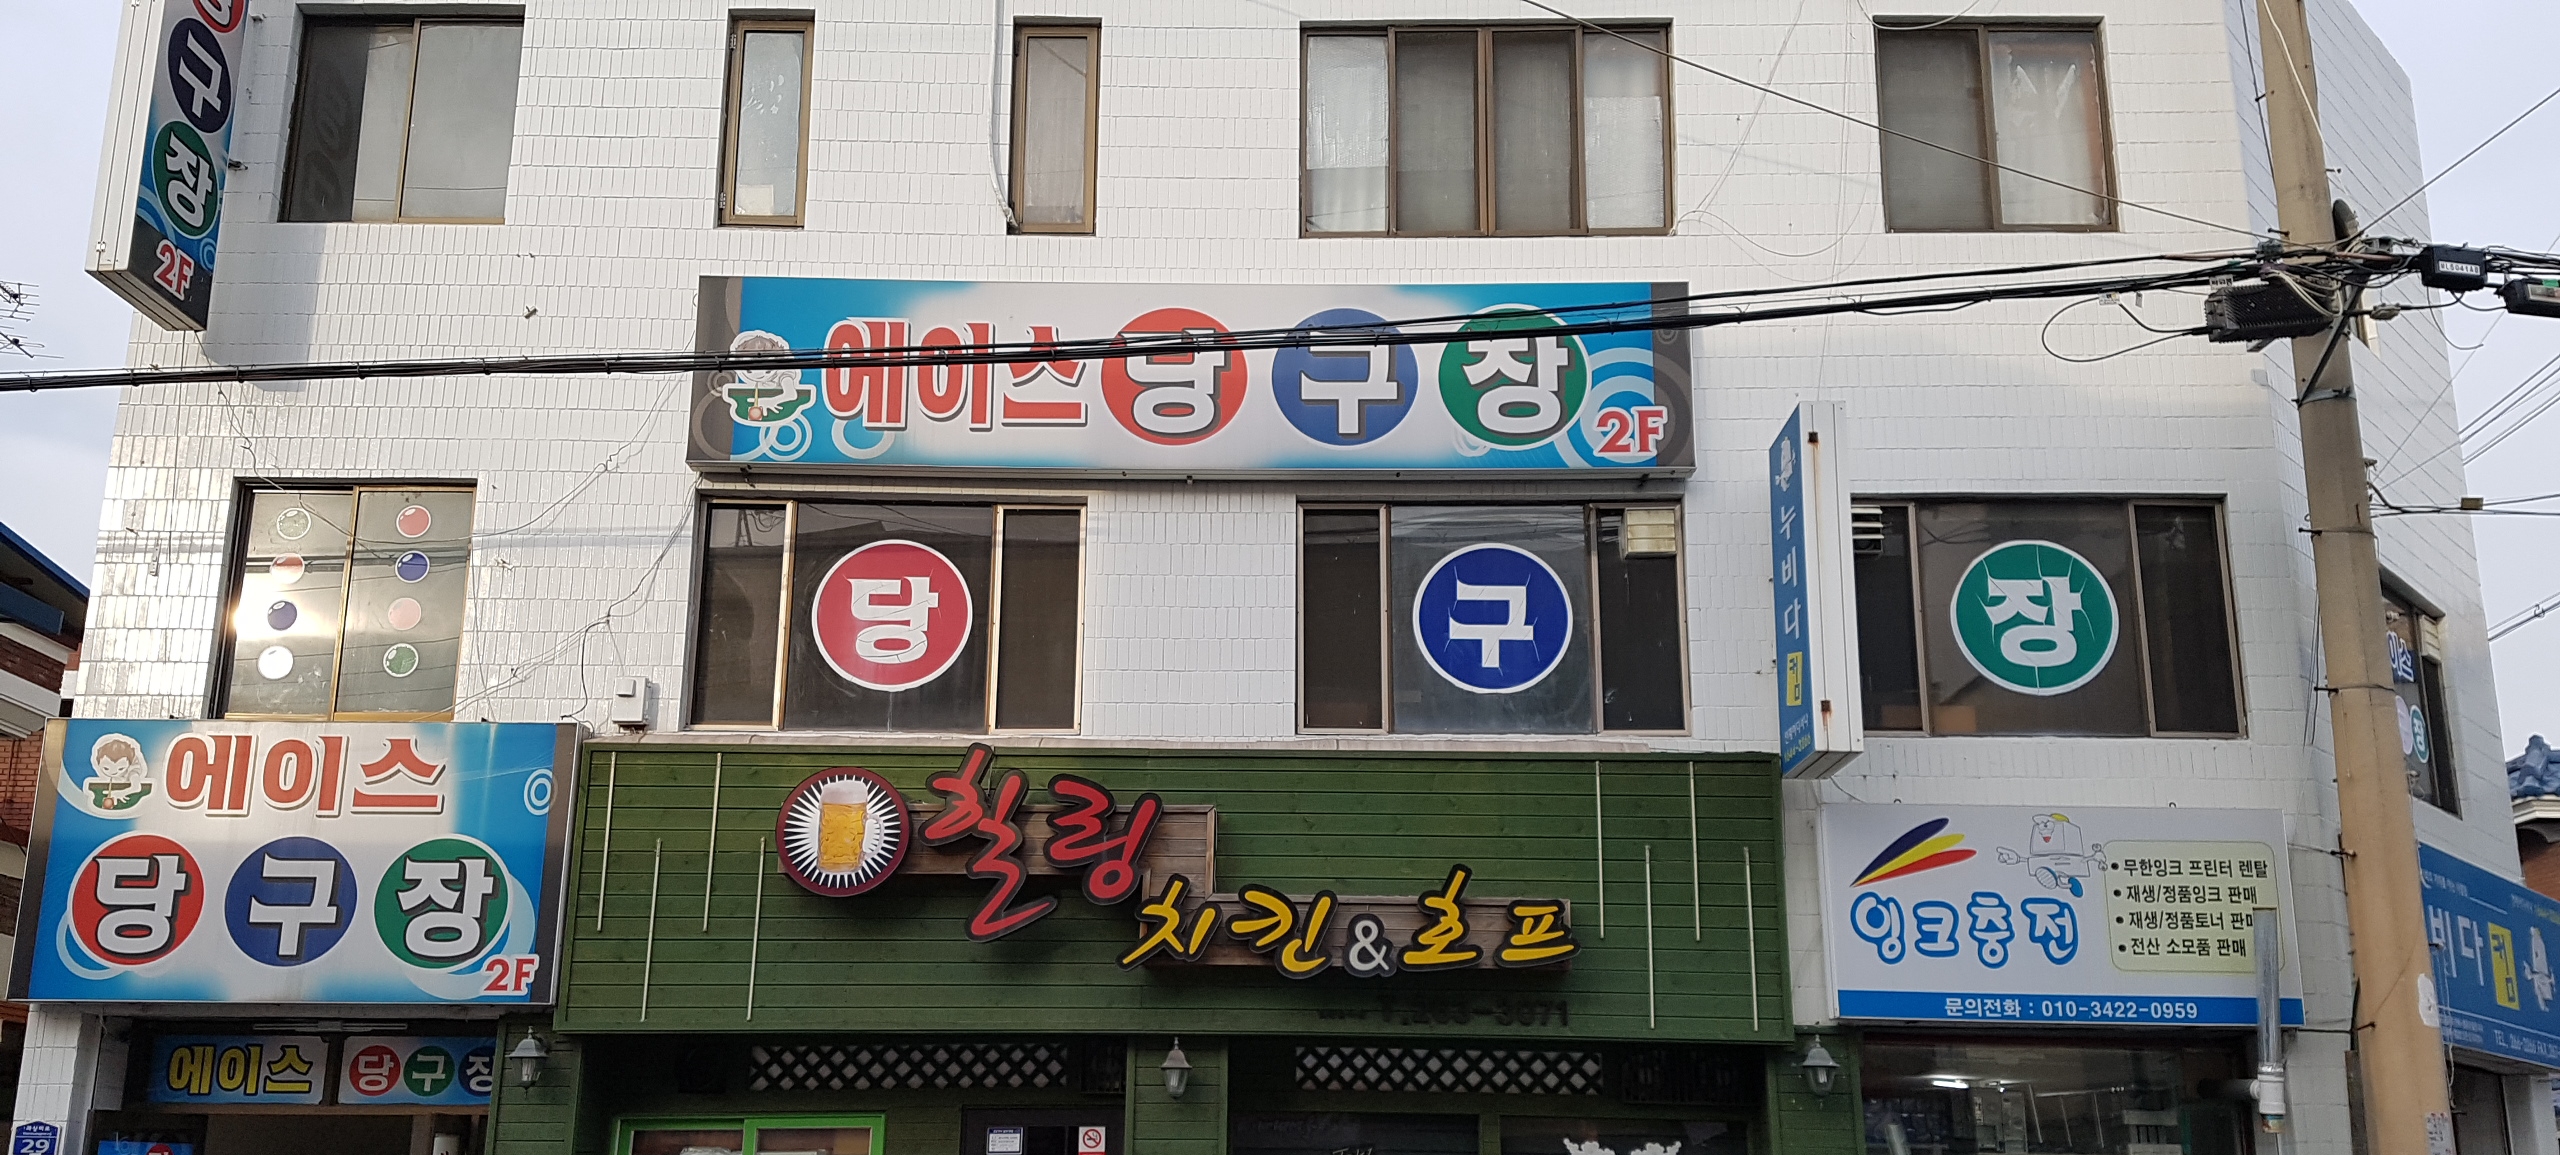 구
장
2F
에이스당구장 2F
당
구
장
누비다
컴
에이스
당구장
2F
힐링
치킨&호프
잉크충전
• 무한잉크 프린터 렌탈
• 재생/정품잉크 판매
• 재생/정품토너 판매
• 전산 소모품 판매
문의전화 : 010-3422-0959
에이스 당구장
29
비다컴
WL5041AB